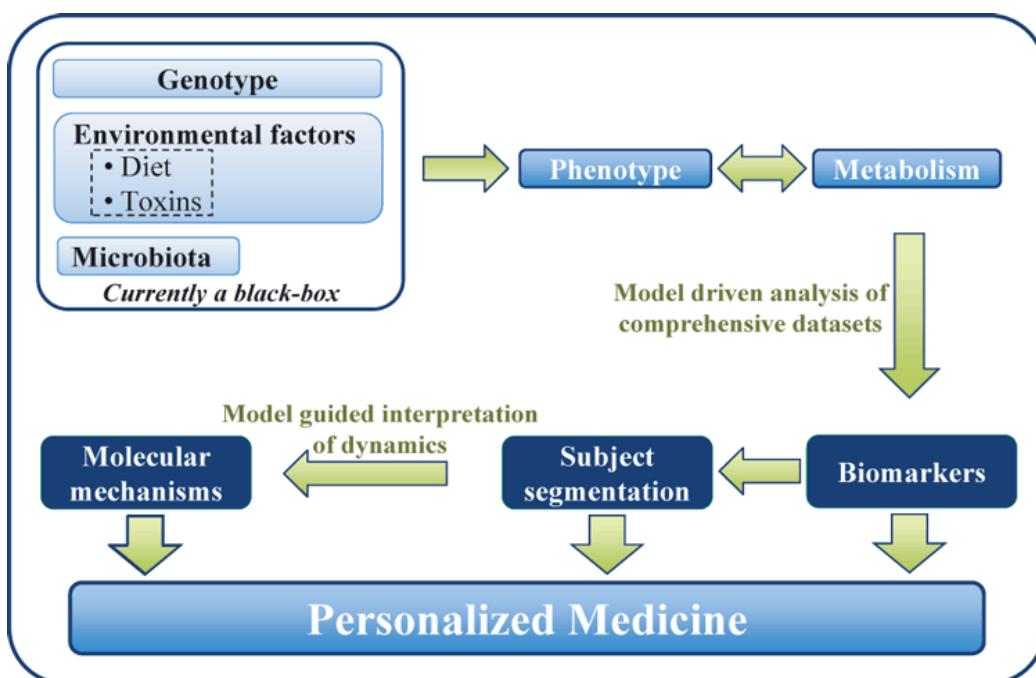 Genotype
Environmental factors
• Diet
• Toxins
Microbiota
Currently a black-box
Phenotype
Metabolism
Model driven analysis of
comprehensive datasets
Model guided interpretation
of dynamics
Molecular
mechanisms
Subject
segmentation
Biomarkers
Personalized Medicine